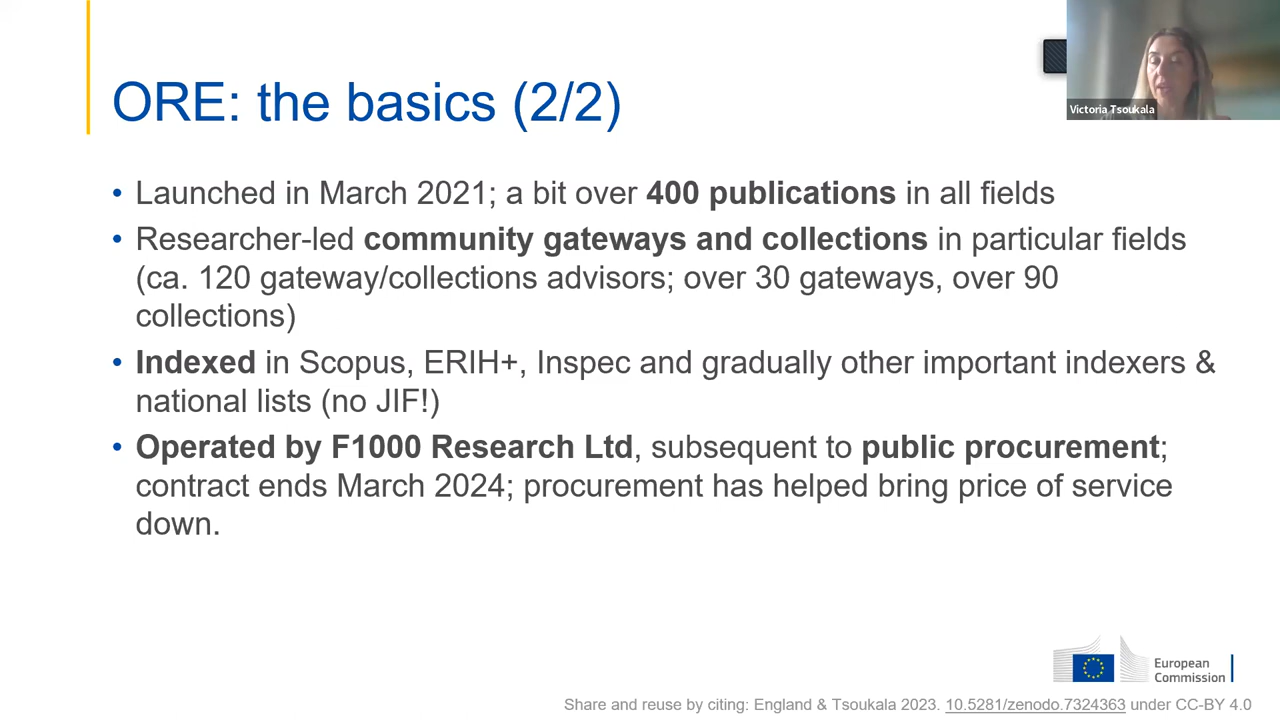 Victoria Tsoukala
ORE: the basics (2/2)
• Launched in March 2021; a bit over 400 publications in all fields
• Researcher-led community gateways and collections in particular fields
(ca. 120 gateway/collections advisors; over 30 gateways, over 90
collections)
• Indexed in Scopus, ERIH+, Inspec and gradually other important indexers &
national lists (no JIF!)
• Operated by F1000 Research Ltd, subsequent to public procurement;
contract ends March 2024; procurement has helped bring price of service
down.
European
Commission
Share and reuse by citing: England & Tsoukala 2023. 10.5281/zenodo.7324363 under CC-BY 4.0